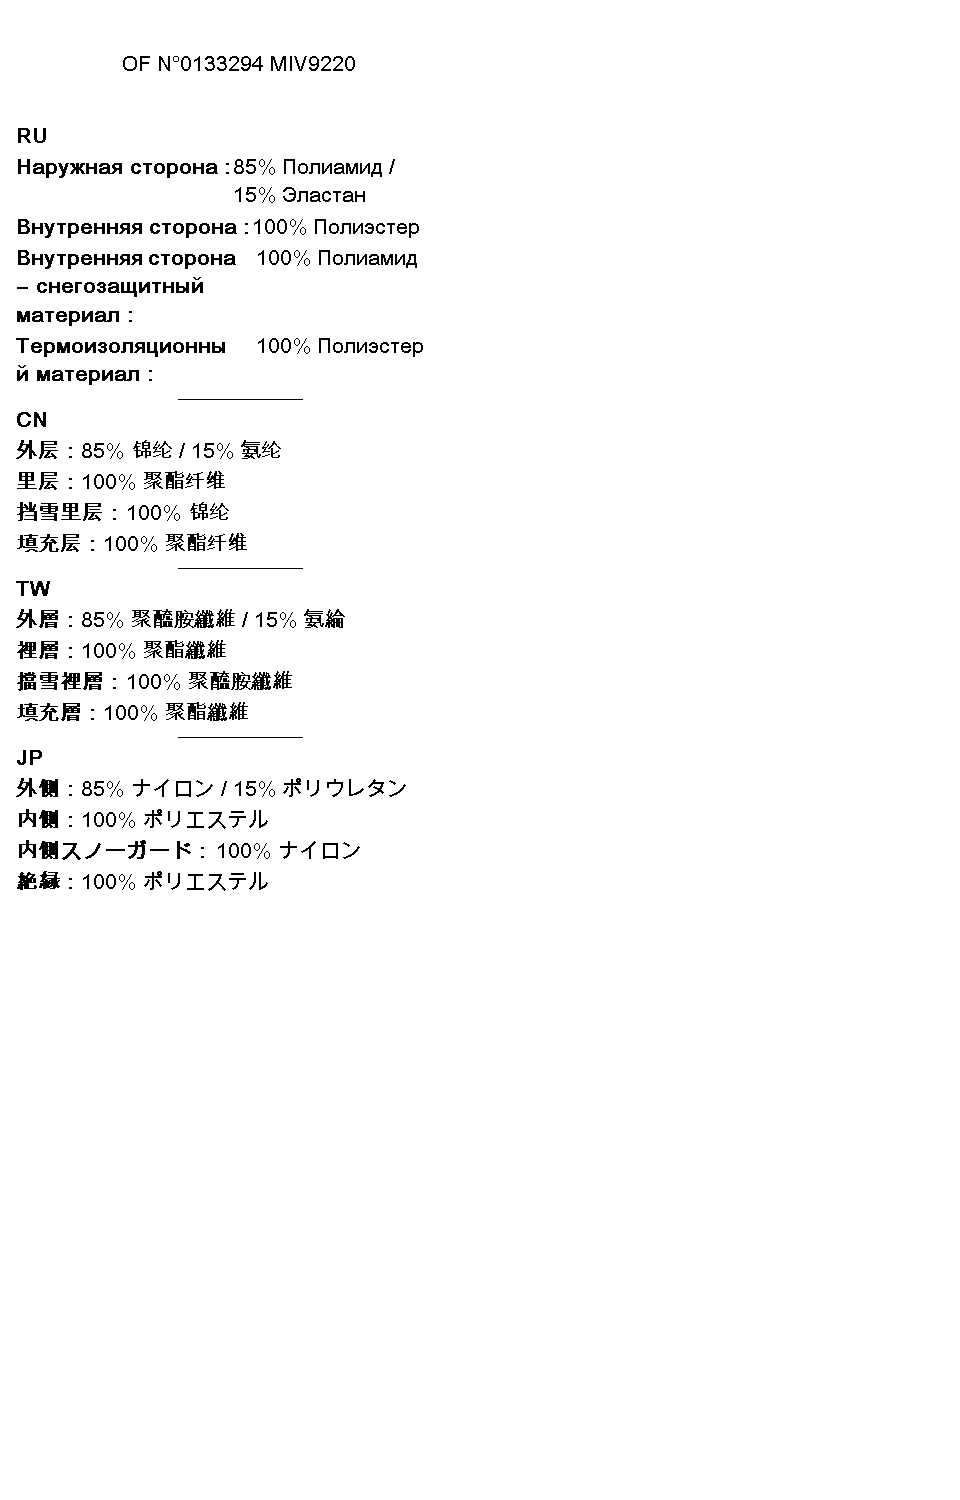 OF N°0133294 MIV9220
RU
Наружная сторона : 85% Полиамид /
15% Эластан
Внутренняя сторона : 100% Полиэстер
Внутренняя сторона 100% Полиамид
– снегозащитный
материал :
Термоизоляционны 100% Полиэстер
й материал :
CN
外层 : 85% 锦纶 / 15% 氨纶
里层 : 100% 聚酯纤维
挡雪里层 : 100% 锦纶
填充层 : 100% 聚酯纤维
TW
外層 : 85% 聚醯胺纖維 / 15% 氨綸
裡層 : 100% 聚酯纖維
擋雪裡層 : 100% 聚醯胺纖維
填充層 : 100% 聚酯纖維
JP
外側 : 85% ナイロン / 15% ポリウレタン
内側 : 100% ポリエステル
内側スノーガード : 100% ナイロン
絶縁 : 100% ポリエステル